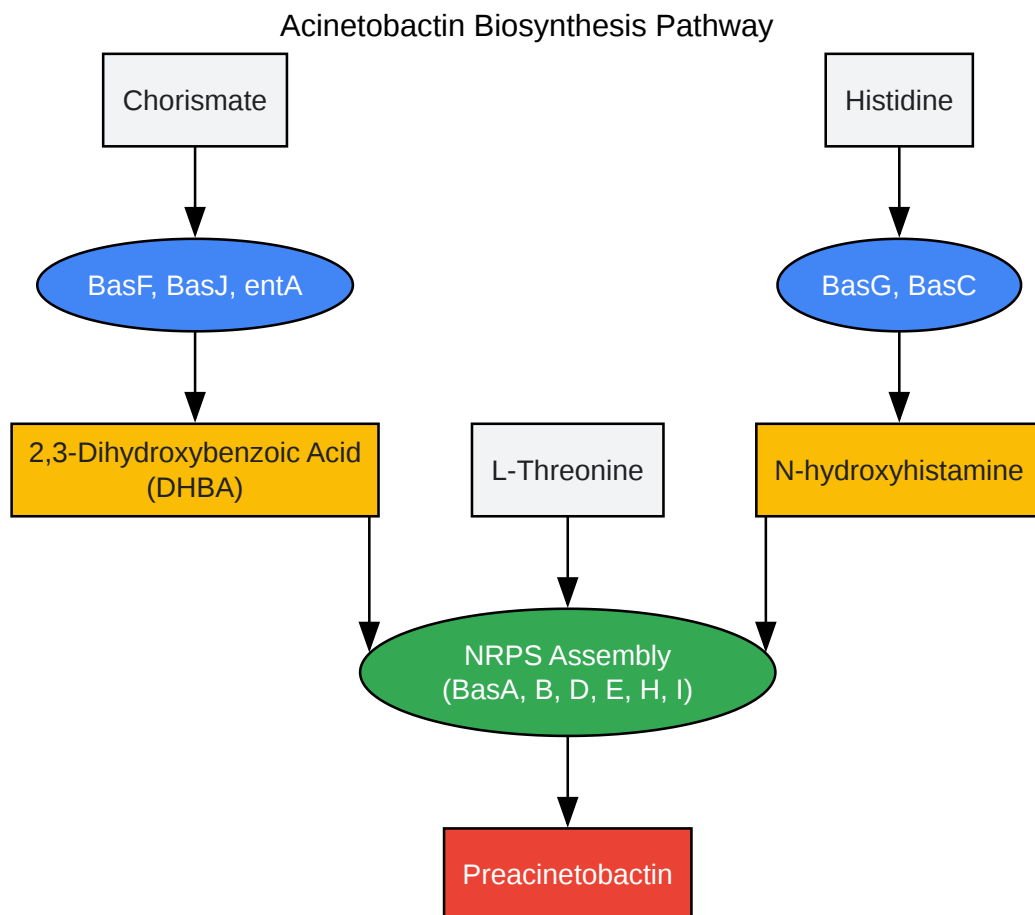 Acinetobactin Biosynthesis Pathway
Chorismate
Histidine
BasF, BasJ, entA
BasG, BasC
2,3-Dihydroxybenzoic Acid
(DHBA)
L-Threonine
N-hydroxyhistamine
NRPS Assembly
(BasA, B, D, E, H, I)
Preacinetobactin